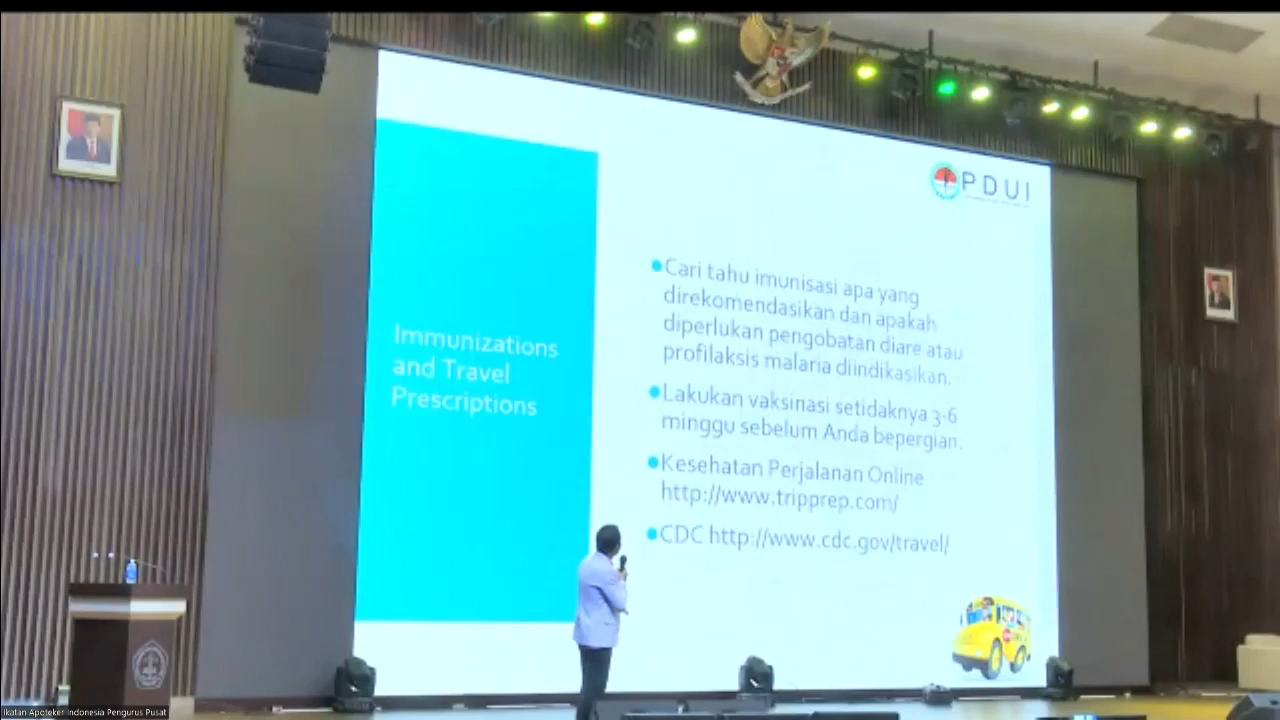 PDUI
Immunizations
and Travel
Prescriptions
•Cari tahu imunisasi apa yang
direkomendasikan dan apakah
diperlukan pengobatan diare atau
profilaksis malaria diindikasikan.
•Lakukan vaksinasi setidaknya 3-6
minggu sebelum Anda bepergian.
•Kesehatan Perjalanan Online
http://www.tripprep.com/
•CDC http://www.cdc.gov/travel/
Ikatan Apoteker Indonesia Pengurus Pusat